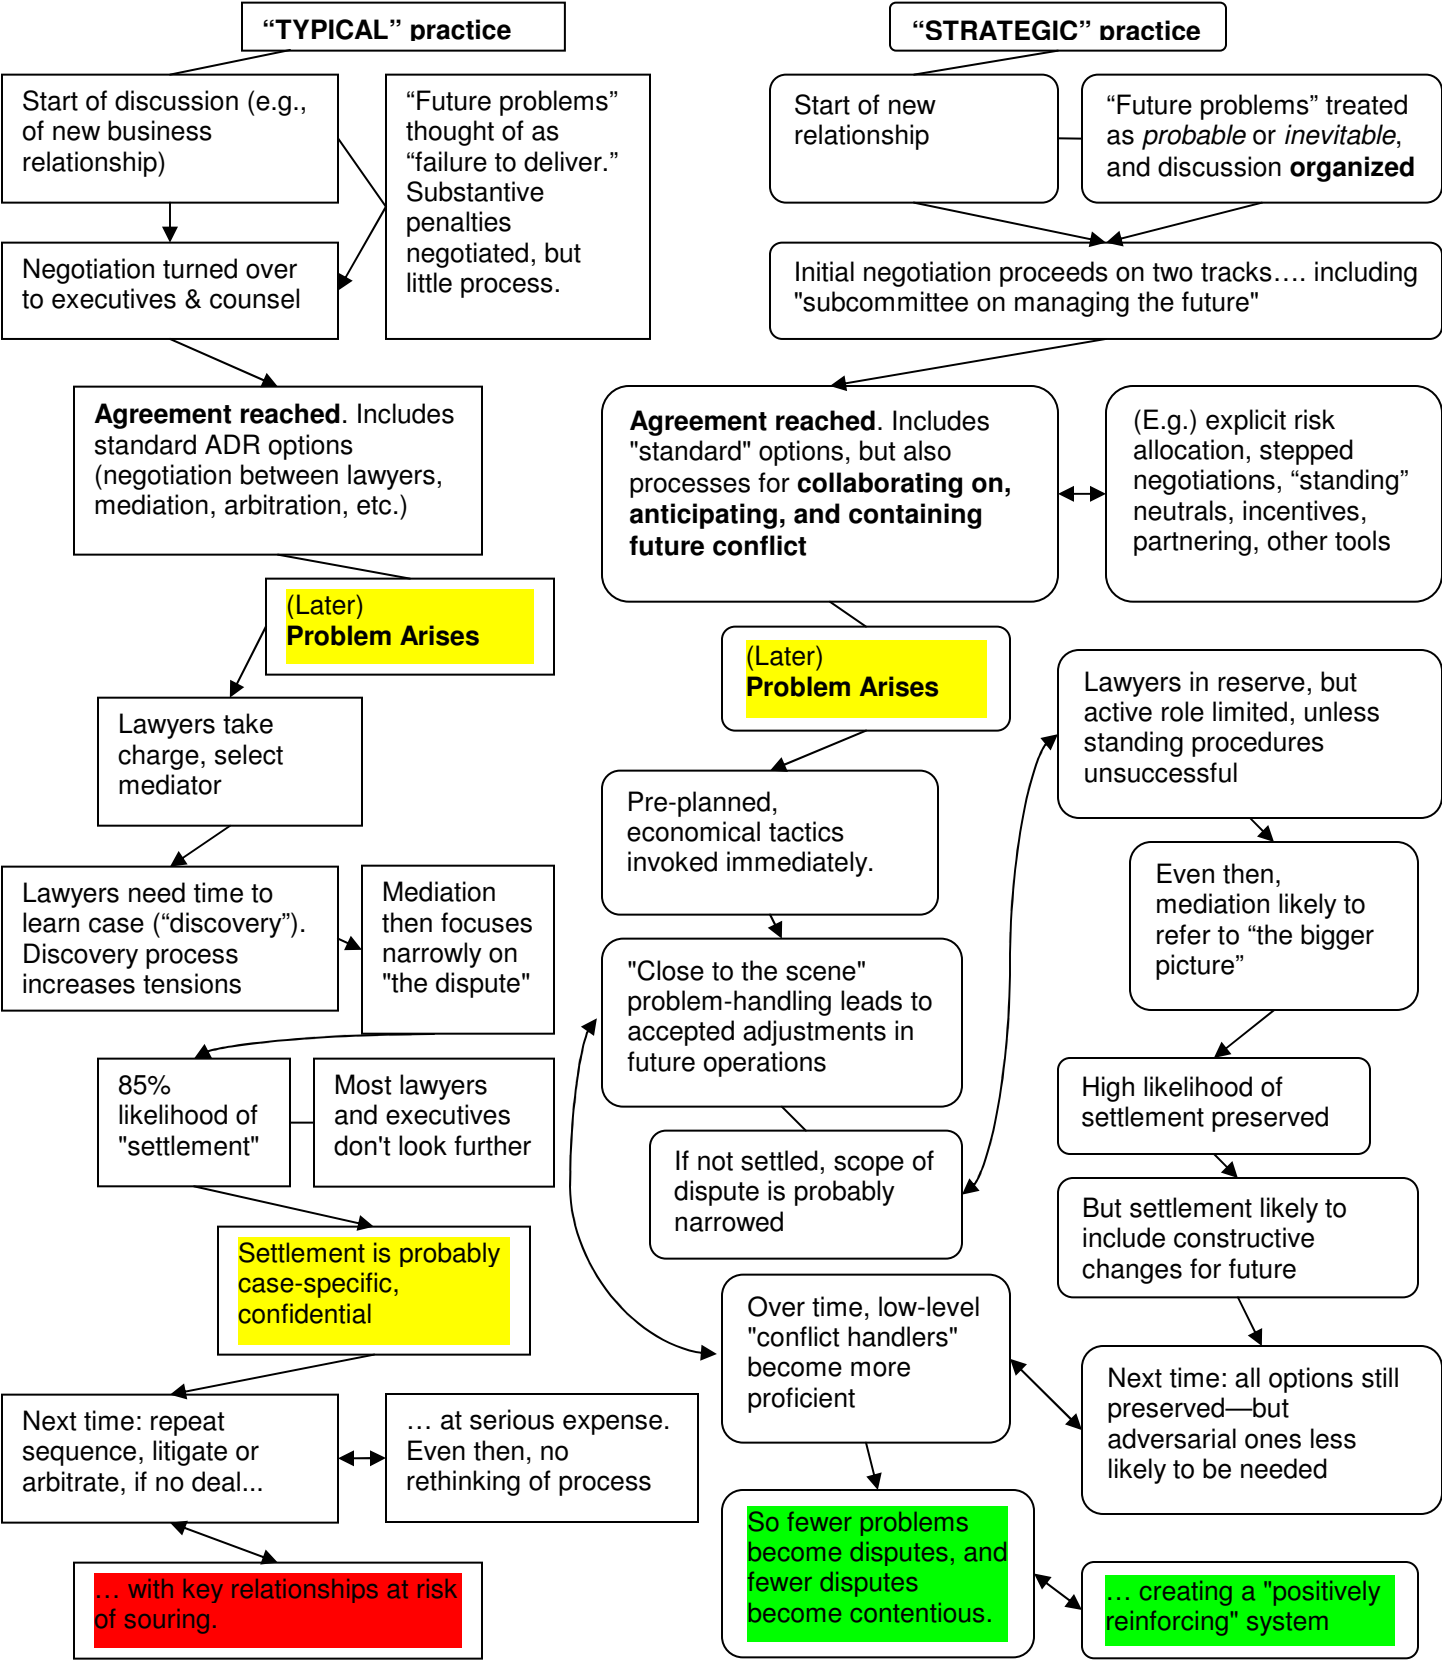 “TYPICAL” practice
Start of discussion (e.g.,
of new business
relationship)
“Future problems”
thought of as
“failure to deliver.”
Substantive
penalties
negotiated, but
little process.
Negotiation turned over
to executives & counsel
Agreement reached. Includes
standard ADR options
(negotiation between lawyers,
mediation, arbitration, etc.)
(Later)
Problem Arises
Lawyers take
charge, select
mediator
Lawyers need time to
learn case (“discovery”).
Discovery process
increases tensions
Mediation
then focuses
narrowly on
"the dispute"
85%
likelihood of
"settlement"
Most lawyers
and executives
don't look further
Settlement is probably
case-specific,
confidential
Next time: repeat
sequence, litigate or
arbitrate, if no deal...
… at serious expense.
Even then, no
rethinking of process
… with key relationships at risk
of souring.
“STRATEGIC” practice
Start of new
relationship
“Future problems” treated
as probable or inevitable,
and discussion organized
Initial negotiation proceeds on two tracks…. including
"subcommittee on managing the future"
Agreement reached. Includes
"standard" options, but also
processes for collaborating on,
anticipating, and containing
future conflict
(E.g.) explicit risk
allocation, stepped
negotiations, “standing”
neutrals, incentives,
partnering, other tools
(Later)
Problem Arises
Pre-planned,
economical tactics
invoked immediately.
"Close to the scene"
problem-handling leads to
accepted adjustments in
future operations
If not settled, scope of
dispute is probably
narrowed
Lawyers in reserve, but
active role limited, unless
standing procedures
unsuccessful
Even then,
mediation likely to
refer to “the bigger
picture”
High likelihood of
settlement preserved
But settlement likely to
include constructive
changes for future
Over time, low-level
"conflict handlers"
become more
proficient
Next time: all options still
preserved—but
adversarial ones less
likely to be needed
So fewer problems
become disputes, and
fewer disputes
become contentious.
… creating a "positively
reinforcing" system